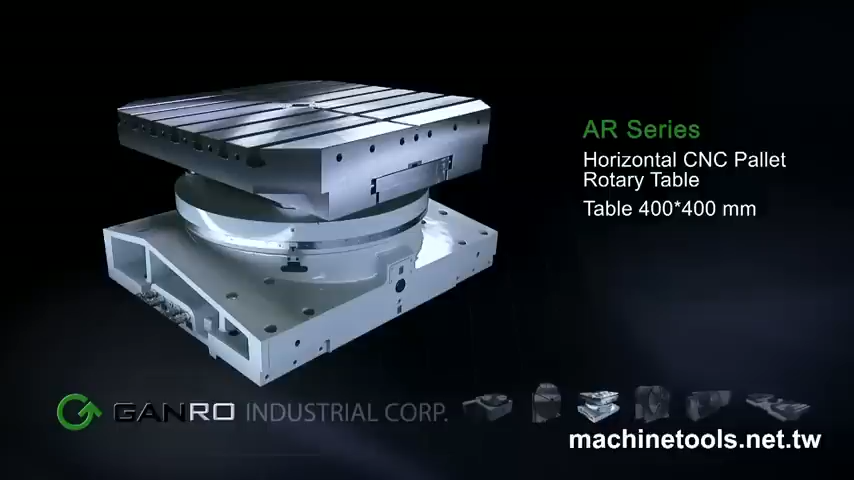 AR Series
Horizontal CNC Pallet
Rotary Table
Table 400*400 mm
GANRO INDUSTRIAL CORP.
machinetools.net.tw